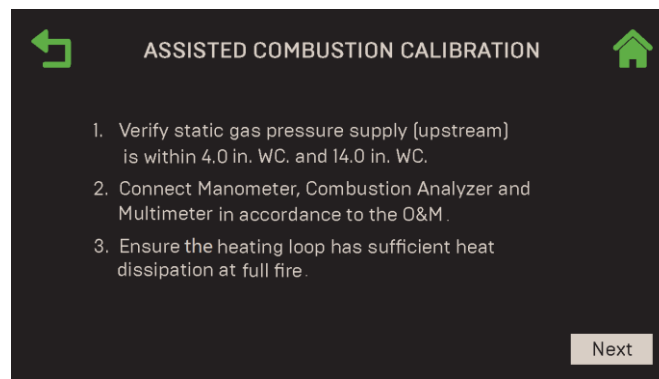 ASSISTED COMBUSTION CALIBRATION
1. Verify static gas pressure supply (upstream)
is within 4.0 in. WC. and 14.0 in. WC.
2. Connect Manometer, Combustion Analyzer and
Multimeter in accordance to the O&M.
3. Ensure the heating loop has sufficient heat
dissipation at full fire.
Next